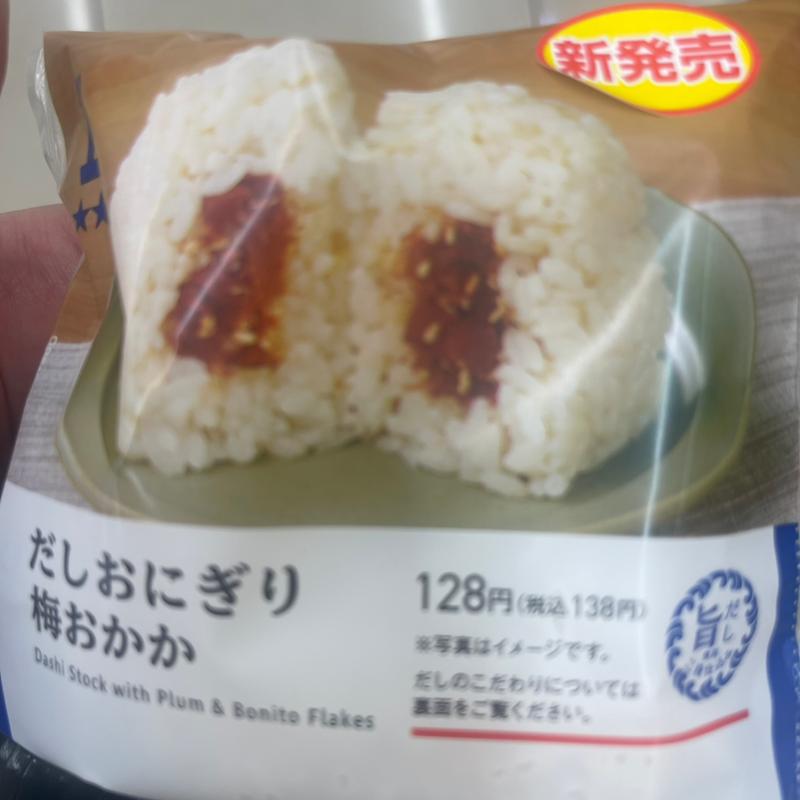 新発売
だしおにぎり
梅おかか
Dashi Stock with Plum & Bonito Flakes
128円(税込138円)
※写真はイメージです。
だしのこだわりについては
裏面をご覧ください。
だし
旨